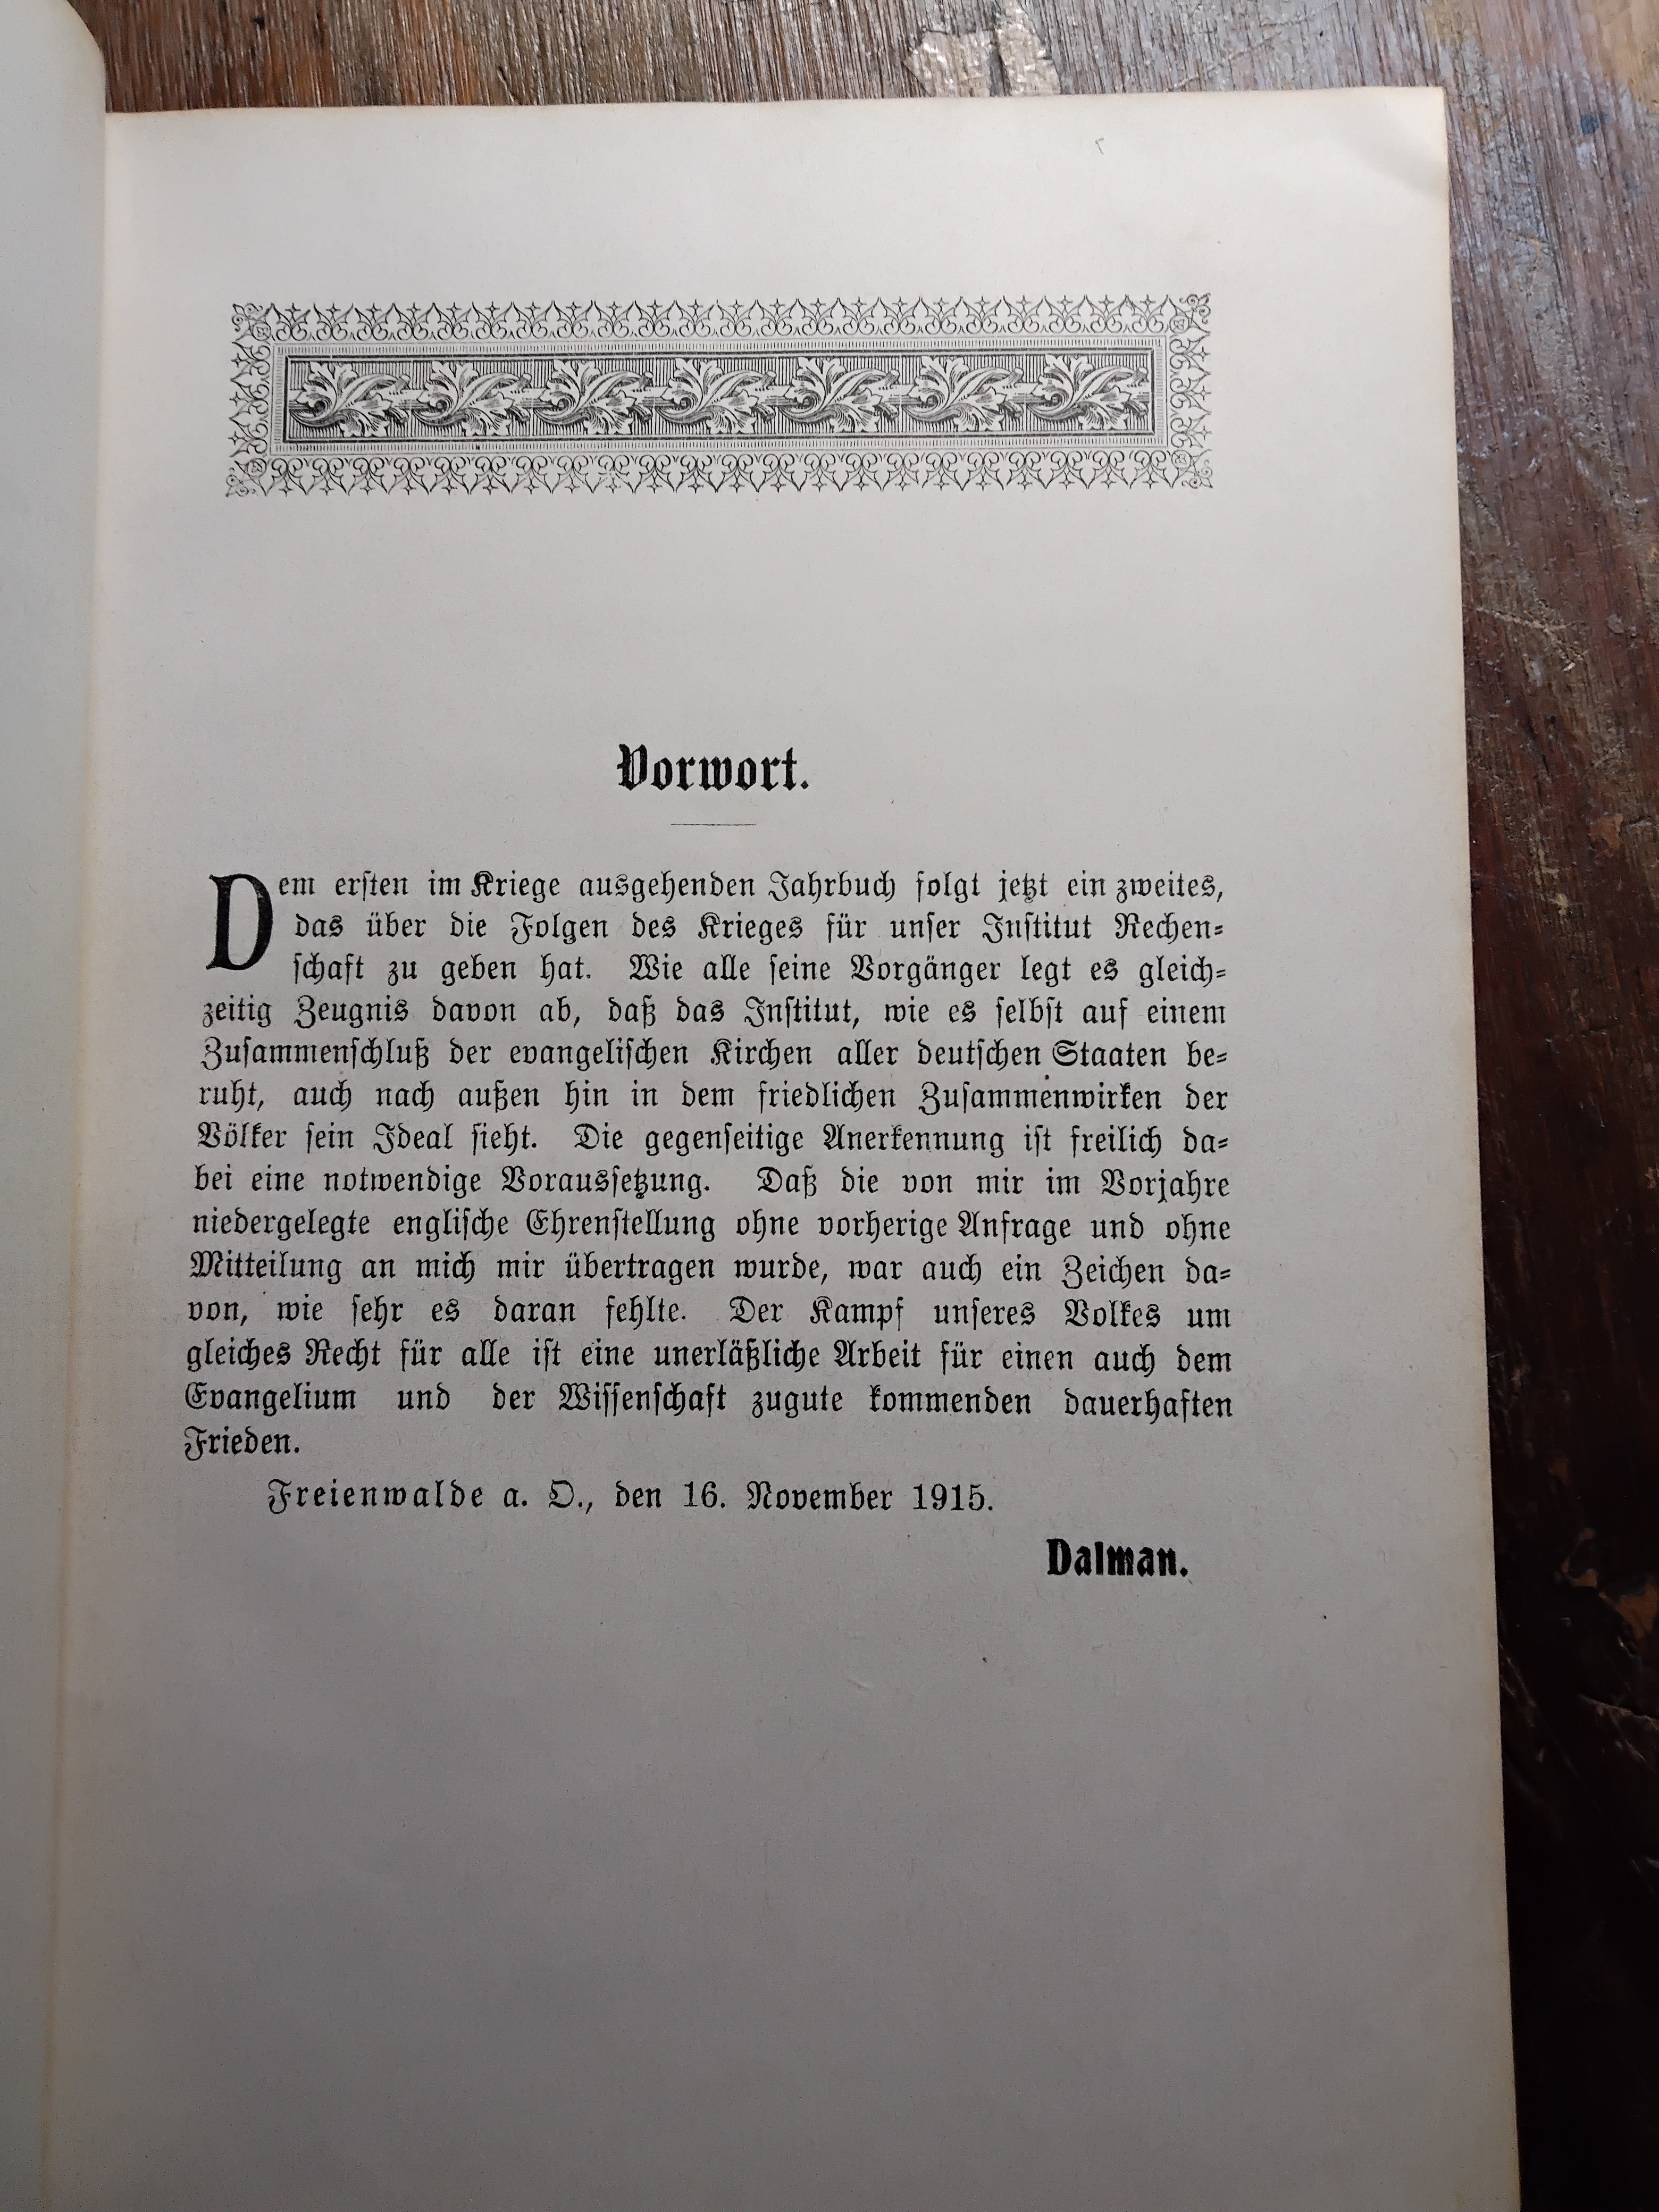 Vorwort.
Dem ersten im Kriege ausgehenden Jahrbuch folgt jetzt ein zweites,
das über die Folgen des Krieges für unser Institut Rechen-
schaft zu geben hat. Wie alle seine Vorgänger legt es gleich-
zeitig Zeugnis davon ab, daß das Institut, wie es selbst auf einem
Zusammenschluß der evangelischen Kirchen aller deutschen Staaten be-
ruht, auch nach außen hin in dem friedlichen Zusammenwirken der
Völker sein Ideal sieht. Die gegenseitige Anerkennung ist freilich da-
bei eine notwendige Voraussetzung. Daß die von mir im Vorjahre
niedergelegte englische Ehrenstellung ohne vorherige Anfrage und ohne
Mitteilung an mich mir übertragen wurde, war auch ein Zeichen da-
von, wie sehr es daran fehlte. Der Kampf unseres Volkes um
gleiches Recht für alle ist eine unerläßliche Arbeit für einen auch dem
Evangelium und der Wissenschaft zugute kommenden dauerhaften
Frieden.
Freienwalde a. O., den 16. November 1915.
Dalman.